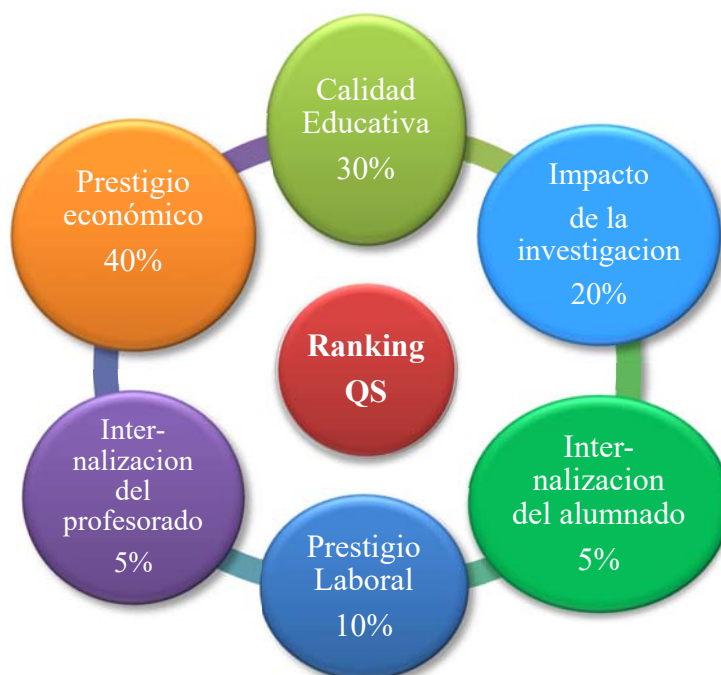 Calidad
Educativa
30%
Impacto
de la
investigacion
20%
Inter-
nalizacion
del alumnado
5%
Prestigio
Laboral
10%
Inter-
nalizacion
del
profesorado
5%
Prestigio
económico
40%
Ranking
QS